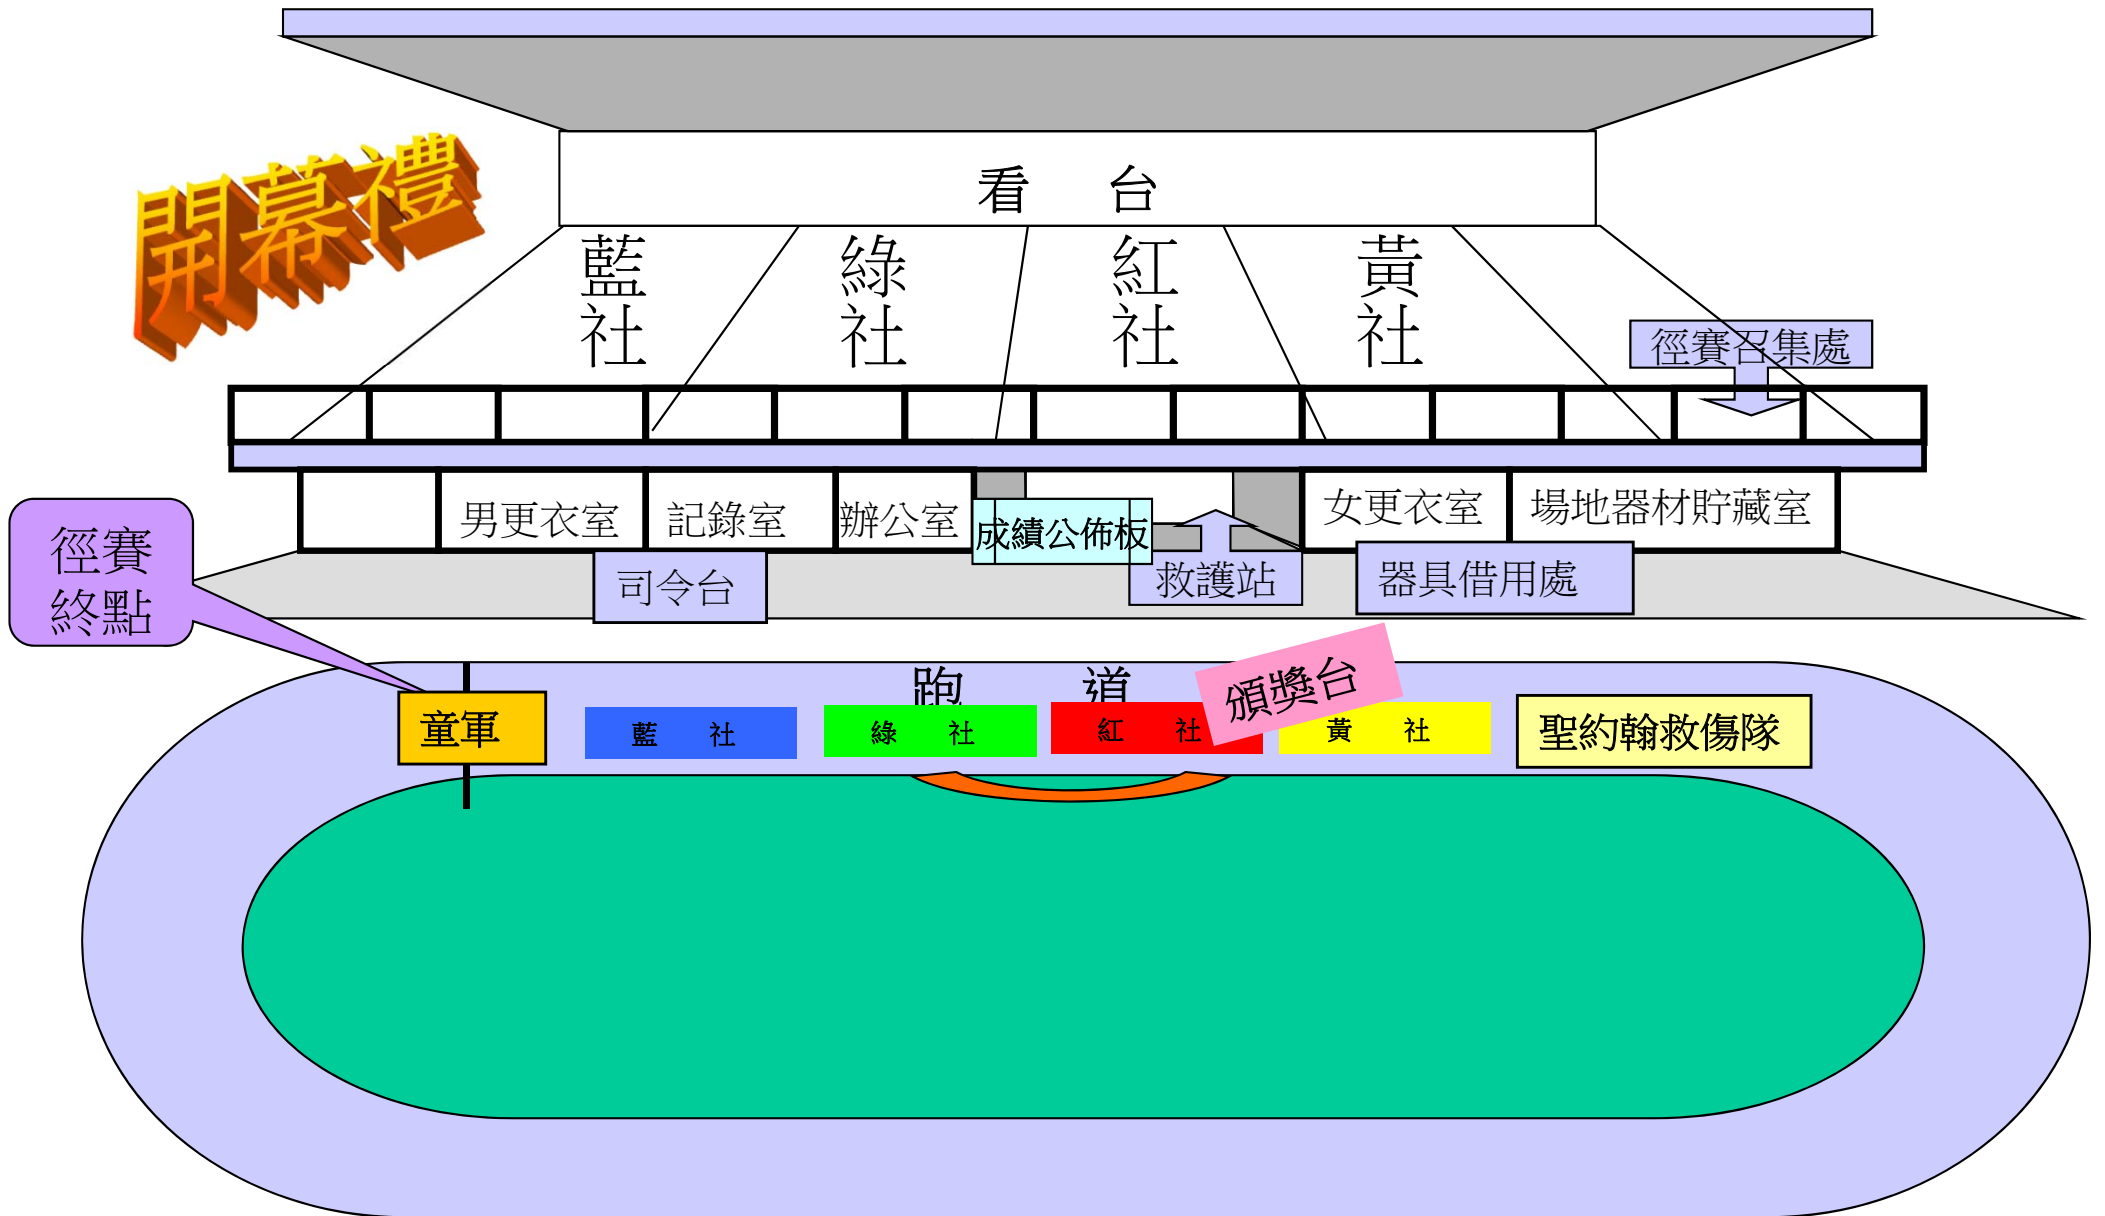 開幕禮
看 台
藍社
綠社
紅社
黃社
徑賽召集處
男更衣室
記錄室
辦公室
成績公佈板
女更衣室
場地器材貯藏室
徑賽
終點
司令台
救護站
器具借用處
跑 道
頒獎台
童軍
藍 社
綠 社
紅 社
黃 社
聖約翰救傷隊